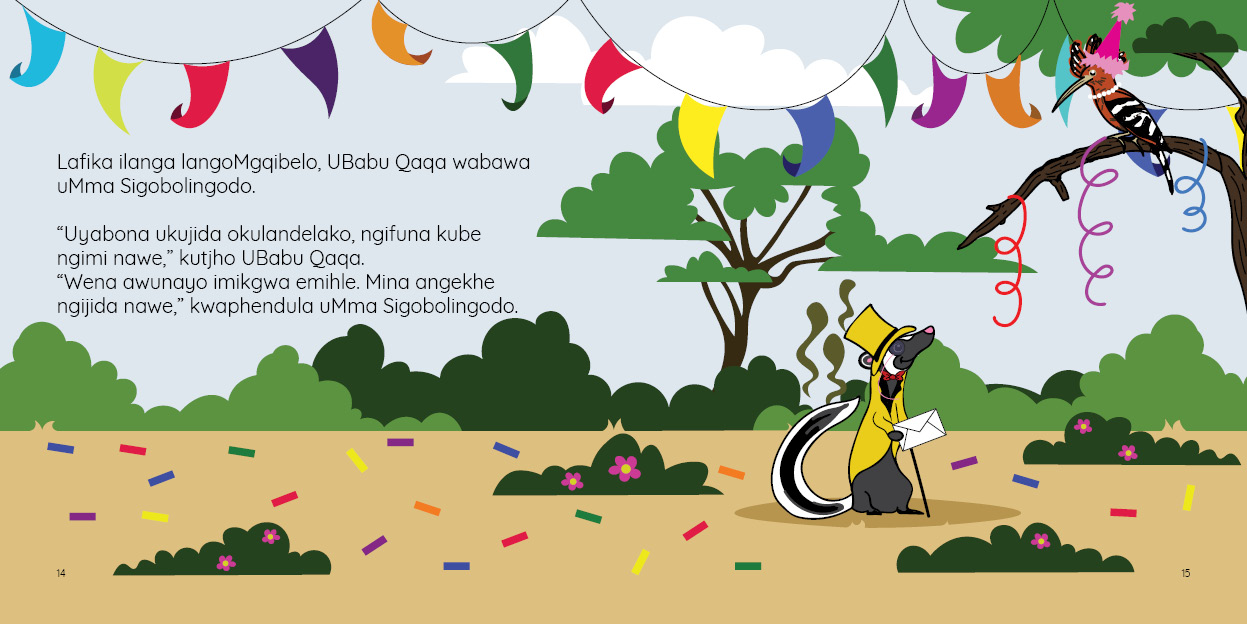 Lafika ilanga langoMgqibelo, UBabu Qaqa wabawa
uMma Sigobolingodo.
“Uyabona ukujida okulandelako, ngifuna kube
ngimi nawe,” kutjho UBabu Qaqa.
“Wena awunayo imikgwa emihle. Mina angekhe
ngijida nawe,” kwaphendula uMma Sigobolingodo.
14
15